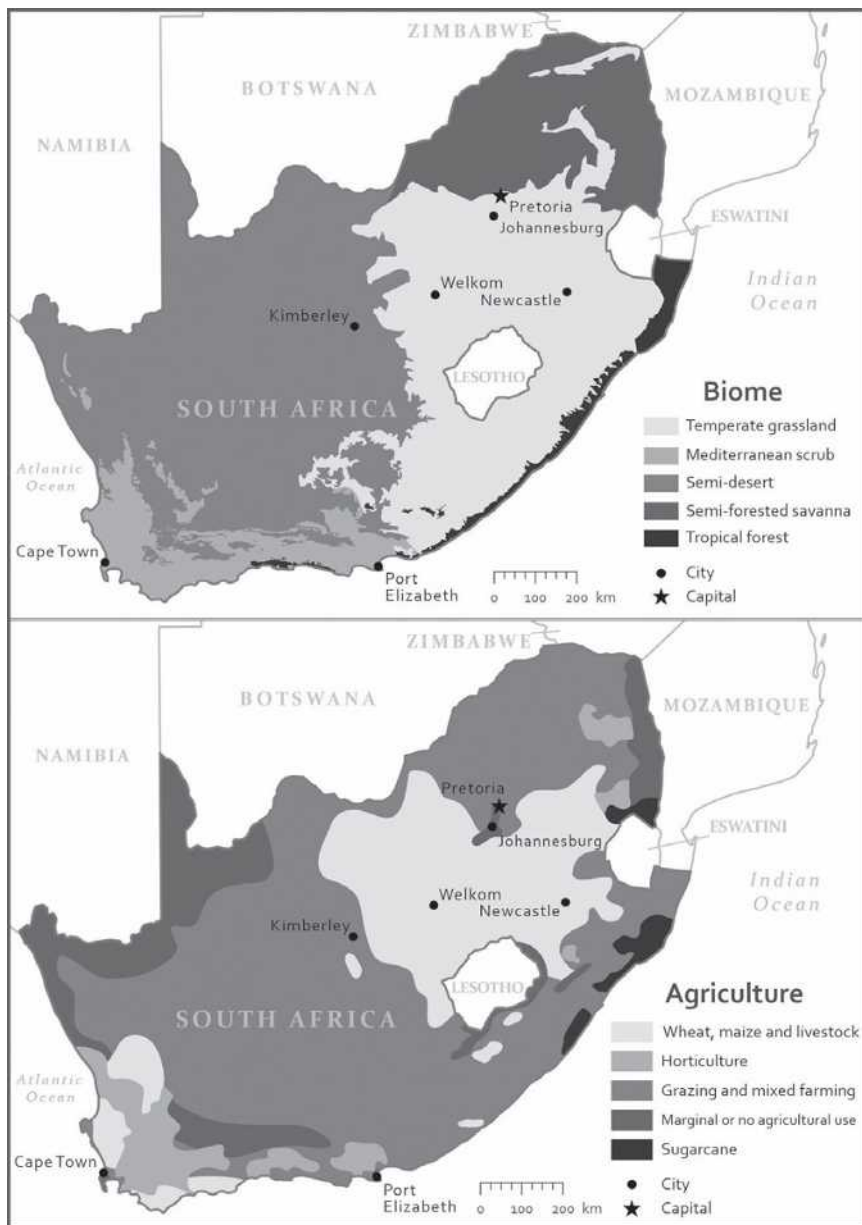 ZIMBABWE
BOTSWANA
MOZAMBIQUE
NAMIBIA
Pretoria
Johannesburg
ESWATINI
Welkom
Newcastle
Indian
Ocean
Kimberley
LESOTHO
SOUTH AFRICA
Biome
Temperate grassland
Mediterranean scrub
Semi-desert
Semi-forested savanna
Tropical forest
City
Capital
Atlantic
Ocean
Cape Town
Port
Elizabeth
0 100 200 km
ZIMBABWE
BOTSWANA
MOZAMBIQUE
NAMIBIA
Pretoria
Johannesburg
ESWATINI
Welkom
Newcastle
Indian
Ocean
Kimberley
LESOTHO
SOUTH AFRICA
Agriculture
Wheat, maize and livestock
Horticulture
Grazing and mixed farming
Marginal or no agricultural use
Sugarcane
City
Capital
Atlantic
Ocean
Cape Town
Port
Elizabeth
0 100 200 km